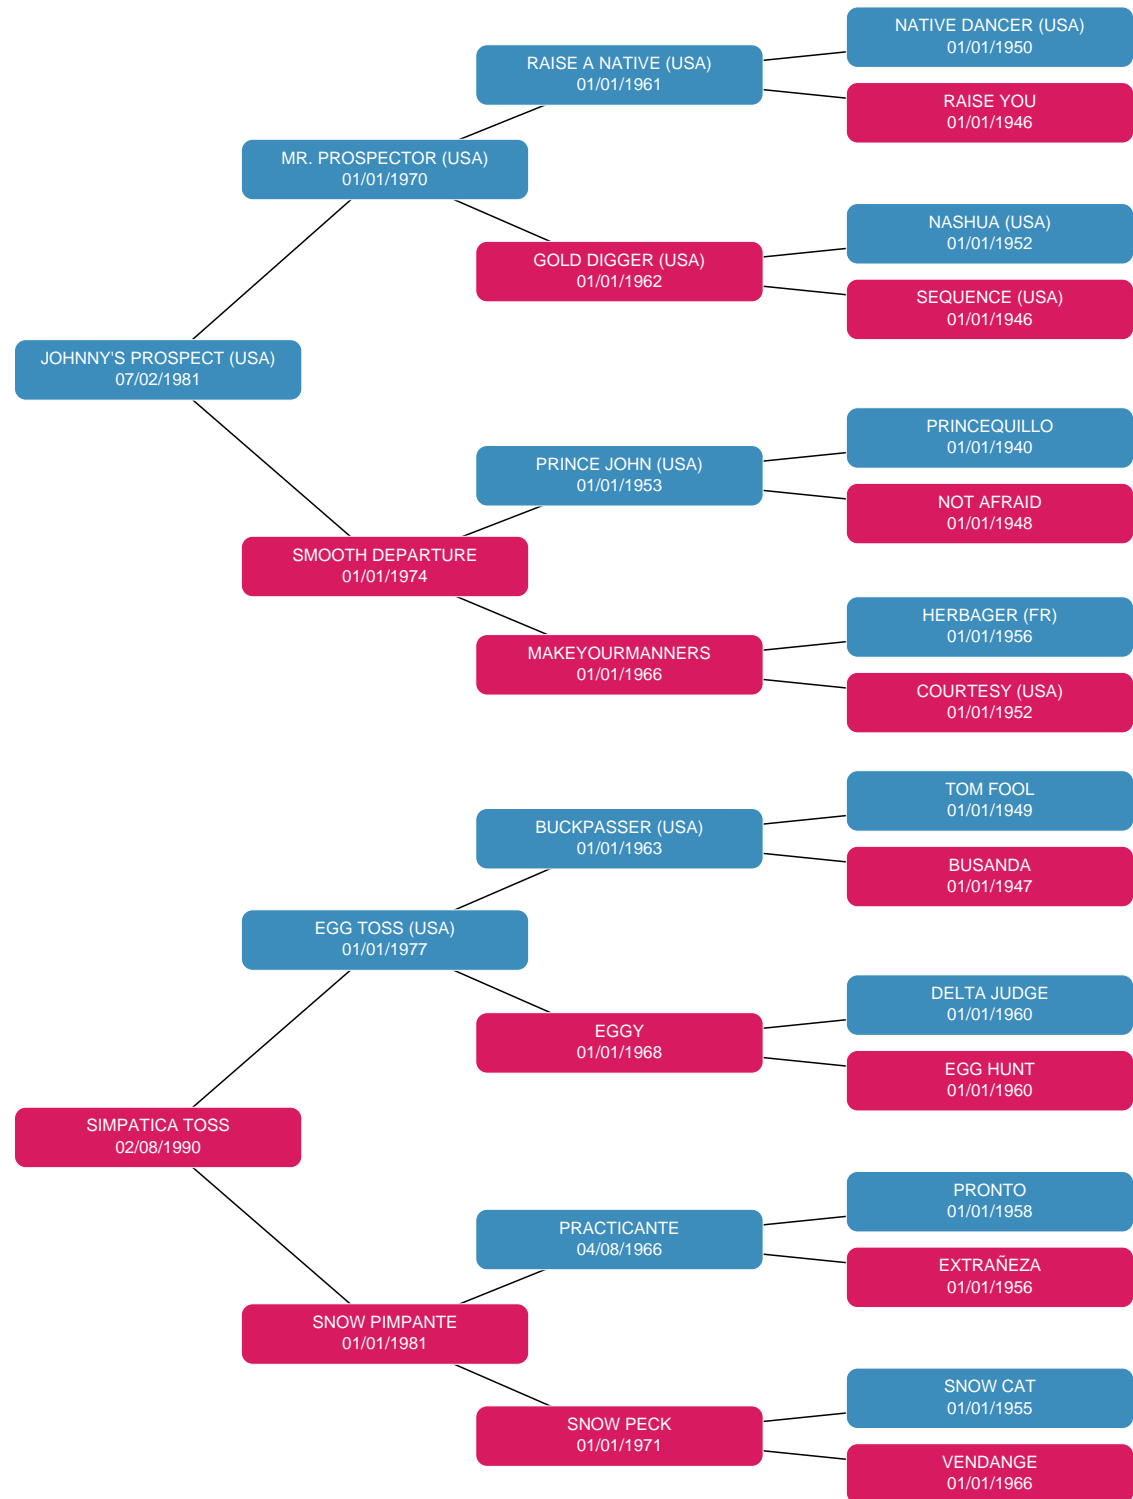 NATIVE DANCER (USA)
01/01/1950
RAISE A NATIVE (USA)
01/01/1961
RAISE YOU
01/01/1946
MR. PROSPECTOR (USA)
01/01/1970
NASHUA (USA)
01/01/1952
GOLD DIGGER (USA)
01/01/1962
SEQUENCE (USA)
01/01/1946
JOHNNY'S PROSPECT (USA)
07/02/1981
PRINCEQUILLO
01/01/1940
PRINCE JOHN (USA)
01/01/1953
NOT AFRAID
01/01/1948
SMOOTH DEPARTURE
01/01/1974
HERBAGER (FR)
01/01/1956
MAKEYOURMANNERS
01/01/1966
COURTESY (USA)
01/01/1952
TOM FOOL
01/01/1949
BUCKPASSER (USA)
01/01/1963
BUSANDA
01/01/1947
EGG TOSS (USA)
01/01/1977
DELTA JUDGE
01/01/1960
EGGY
01/01/1968
EGG HUNT
01/01/1960
SIMPATICA TOSS
02/08/1990
PRONTO
01/01/1958
PRACTICANTE
04/08/1966
EXTRAÑEZA
01/01/1956
SNOW PIMPANTE
01/01/1981
SNOW CAT
01/01/1955
SNOW PECK
01/01/1971
VENDANGE
01/01/1966